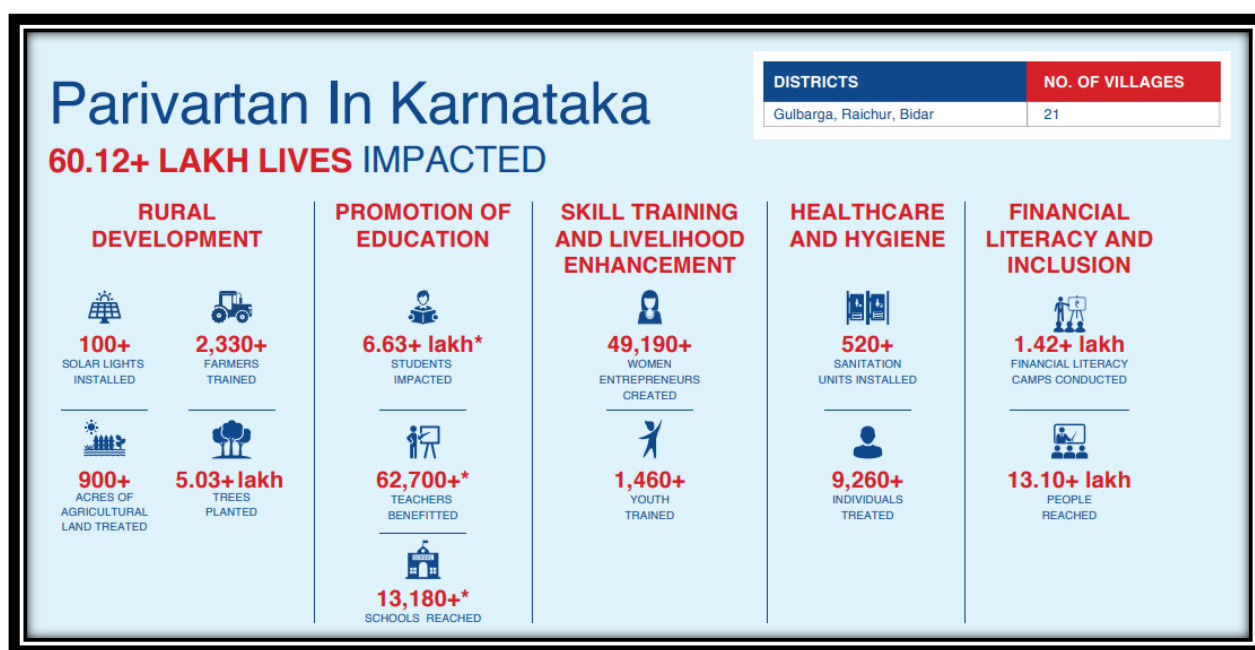 Parivartan In Karnataka
60.12+ LAKH LIVES IMPACTED
DISTRICTS NO. OF VILLAGES
Gulbarga, Raichur, Bidar 21
RURAL
DEVELOPMENT
100+
SOLAR LIGHTS
INSTALLED
2,330+
FARMERS
TRAINED
900+
ACRES OF
AGRICULTURAL
LAND TREATED
5.03+ lakh
TREES
PLANTED
PROMOTION OF
EDUCATION
6.63+ lakh*
STUDENTS
IMPACTED
62,700+*
TEACHERS
BENEFITTED
SCHOOL
13,180+*
SCHOOLS REACHED
SKILL TRAINING
AND LIVELIHOOD
ENHANCEMENT
49,190+
WOMEN
ENTREPRENEURS
CREATED
1,460+
YOUTH
TRAINED
HEALTHCARE
AND HYGIENE
520+
SANITATION
UNITS INSTALLED
9,260+
INDIVIDUALS
TREATED
FINANCIAL
LITERACY AND
INCLUSION
₹
1.42+ lakh
FINANCIAL LITERACY
CAMPS CONDUCTED
13.10+ lakh
PEOPLE
REACHED